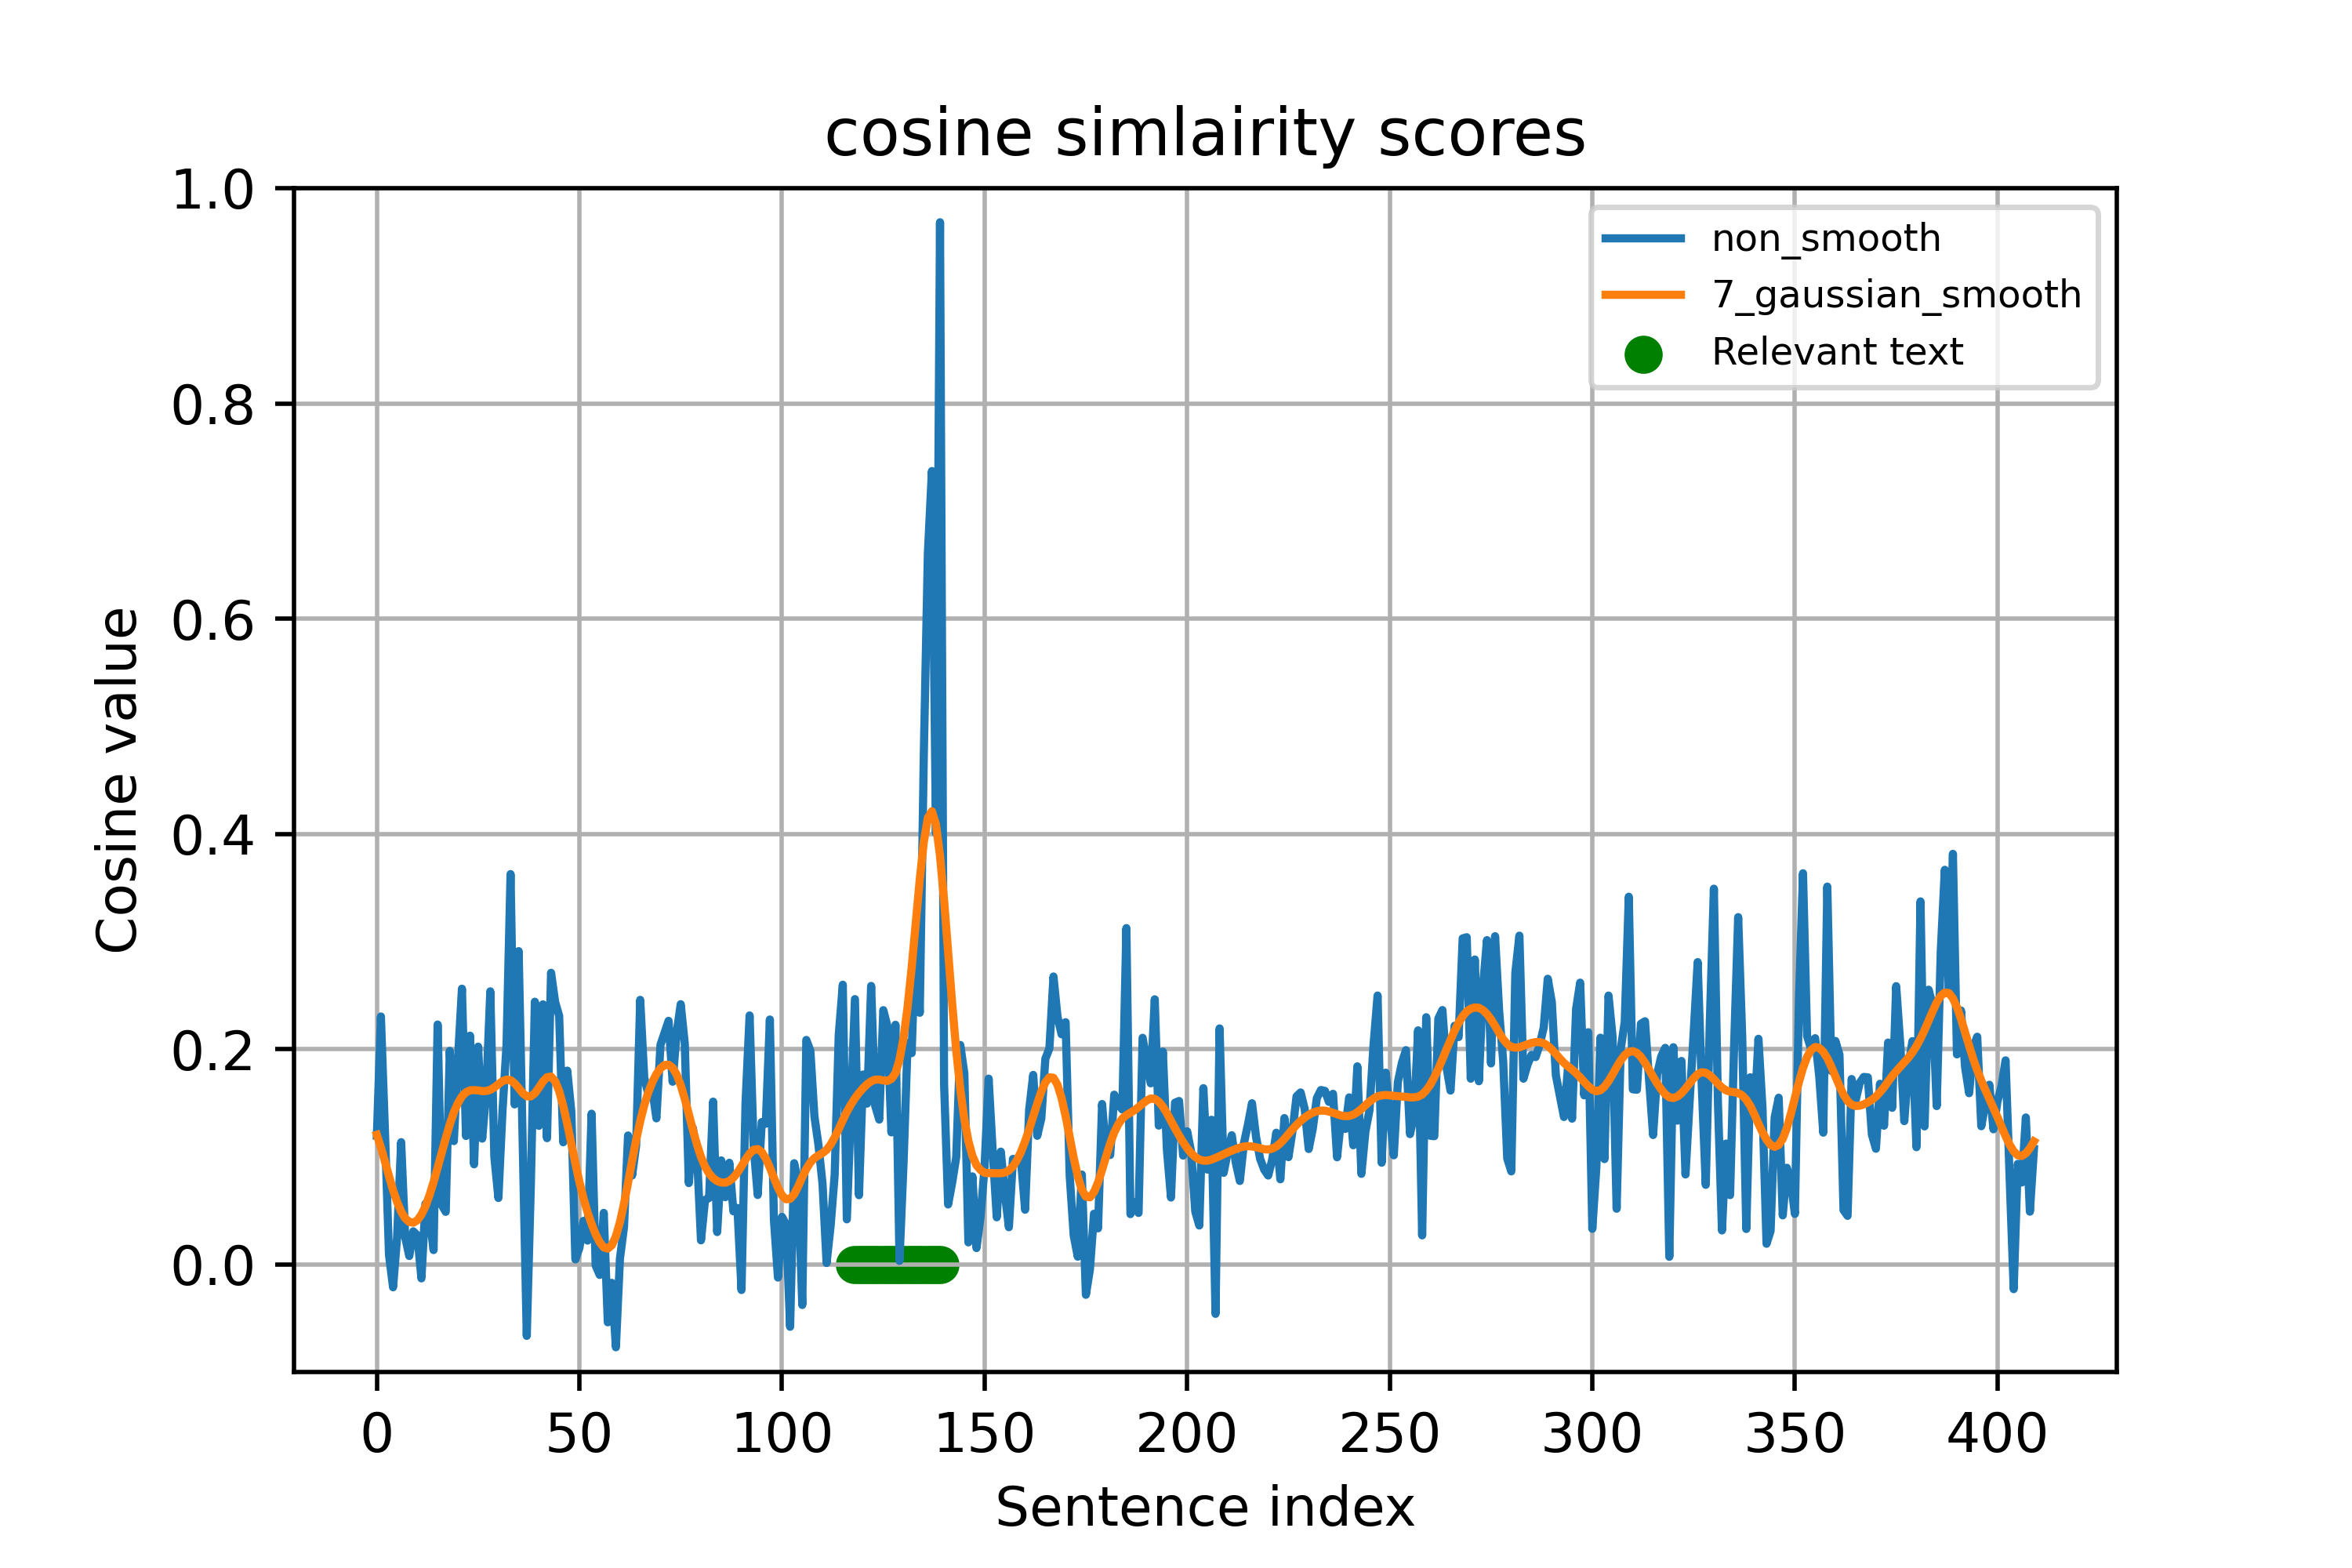 cosine simlairity scores
1.0
0.8
0.6
0.4
0.2
0.0
Cosine value
non_smooth
7_gaussian_smooth
Relevant text
0 50 100 150 200 250 300 350 400
Sentence index